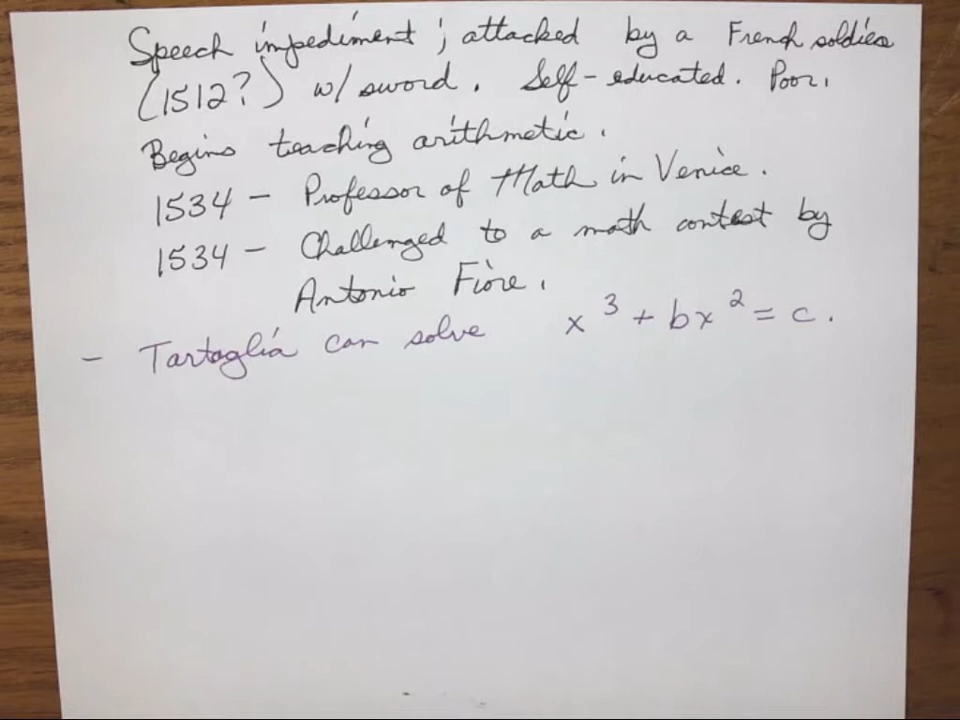 Speech impediment; attacked by a French soldier
(1512?) w/ sword. Self-educated. Poor.
Begins teaching arithmetic.
1534 - Professor of Math in Venice.
1534 - Challenged to a math contest by
Antonio Fiore.
- Tartaglia can solve x³ + bx² = c.